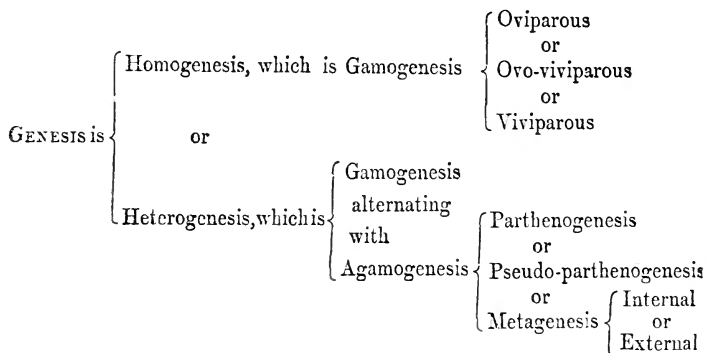 Oviparous
or
Homogenesis, which is Gamogenesis Ovo-viviparous
or
Viviparous
GENESIS is or
Gamogenesis
alternating
Heterogenesis, which is with Parthenogenesis
or
Agamogenesis Pseudo-parthenogenesis
or Internal
Metagenesis or
External